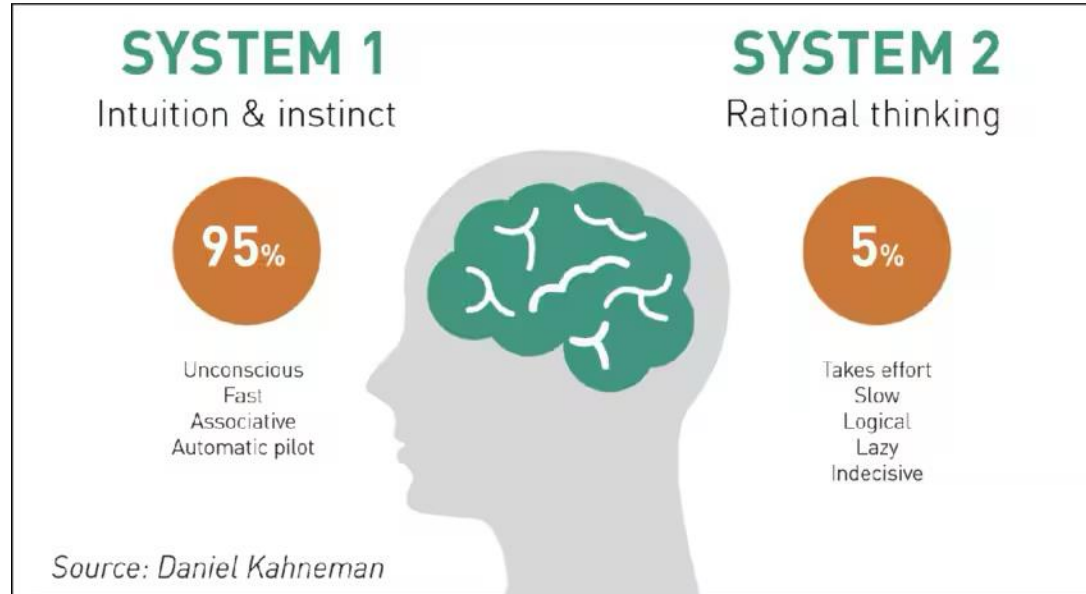 SYSTEM 1
Intuition & instinct
95%
Unconscious
Fast
Associative
Automatic pilot
SYSTEM 2
Rational thinking
5%
Takes effort
Slow
Logical
Lazy
Indecisive
Source: Daniel Kahneman